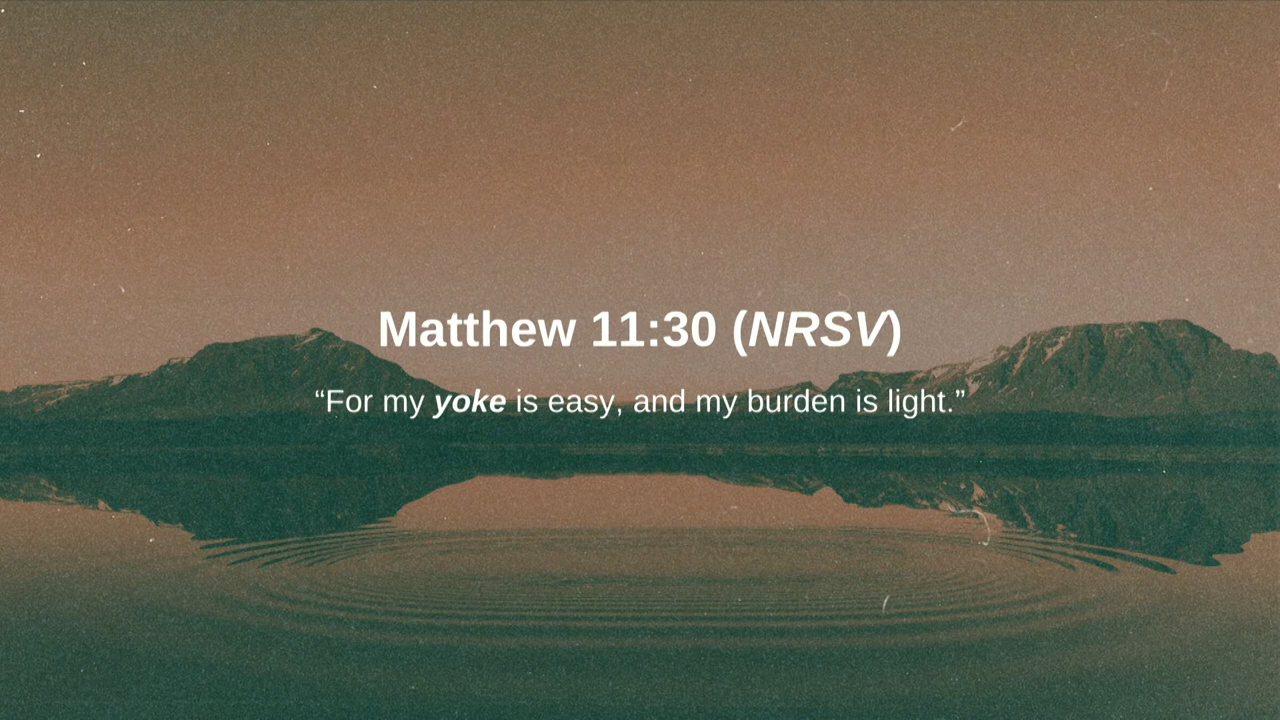 Matthew 11:30 (NRSV)
“For my yoke is easy, and my burden is light.”